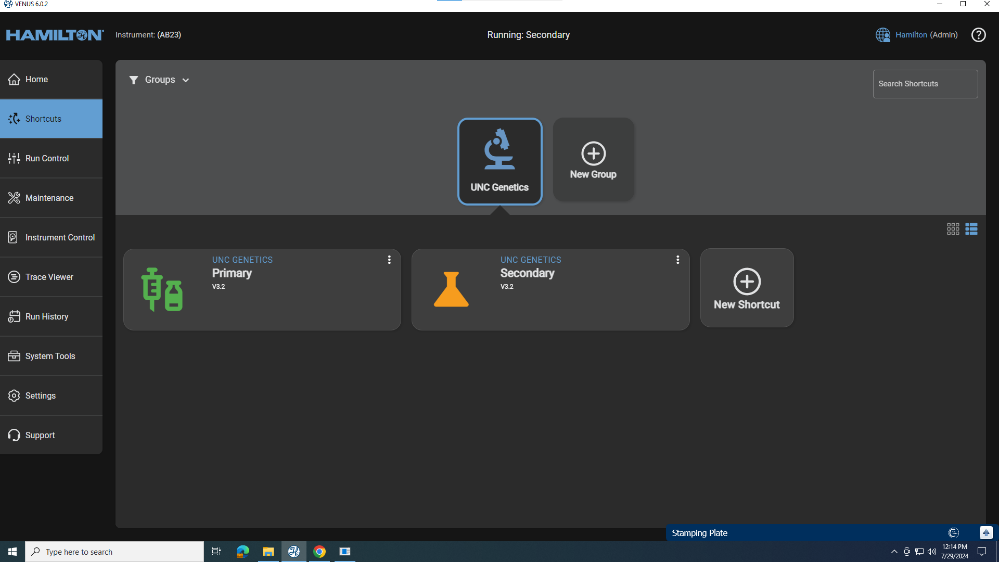 VENUS 6.0.2
HAMILTON
Instrument: (AB23)
Running: Secondary
Hamilton (Admin)
Home
Shortcuts
Run Control
Maintenance
Instrument Control
Trace Viewer
Run History
System Tools
Settings
Support
Groups
Search Shortcuts
UNC Genetics
New Group
UNC GENETICS
Primary
V3.2
UNC GENETICS
Secondary
V3.2
New Shortcut
Stamping Plate
Type here to search
12:14 PM
7/29/2024